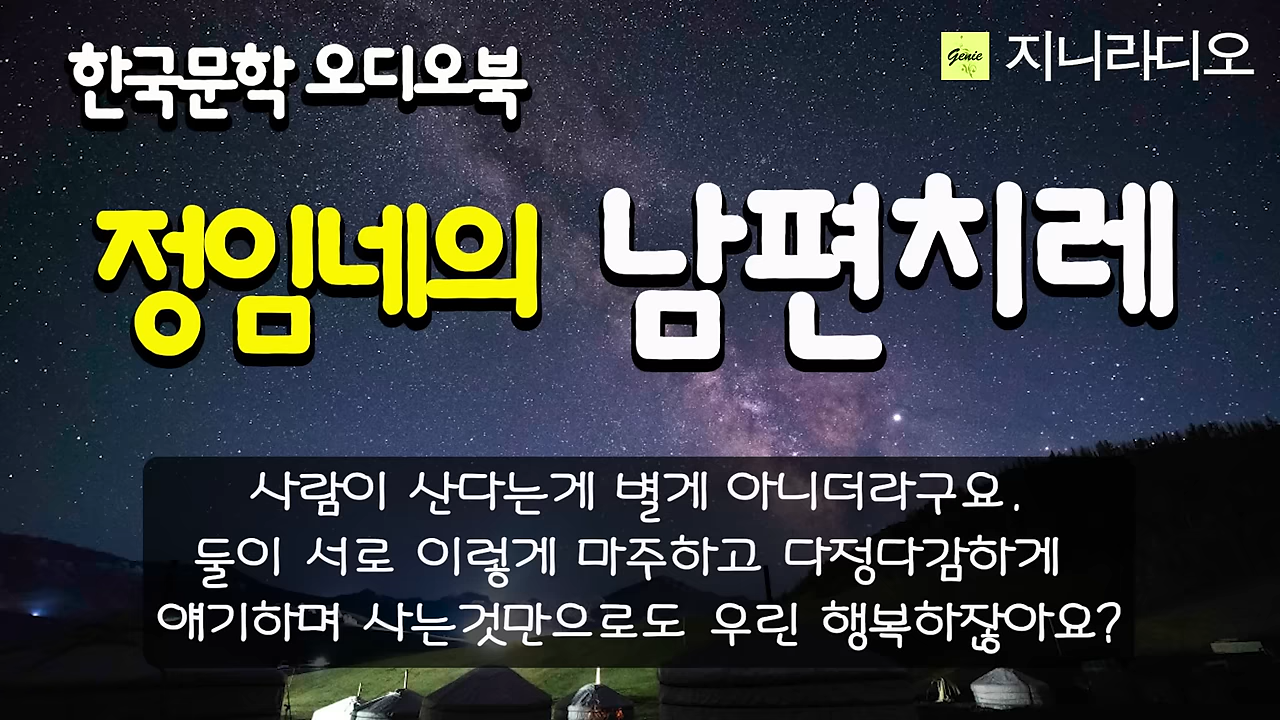 한국문학 오디오북
Genie 지니라디오
정임네의 남편치레
사람이 산다는게 별게 아니더라구요.
둘이 서로 이렇게 마주하고 다정다감하게
얘기하며 사는것만으로도 우린 행복하잖아요?